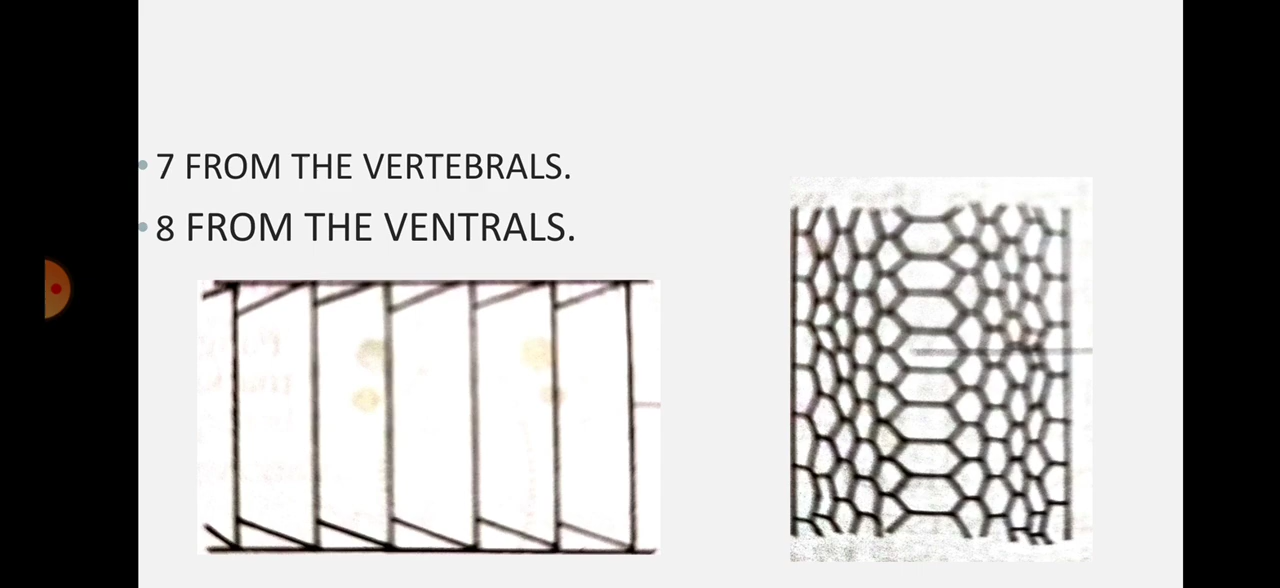 7 FROM THE VERTEBRALS.
8 FROM THE VENTRALS.